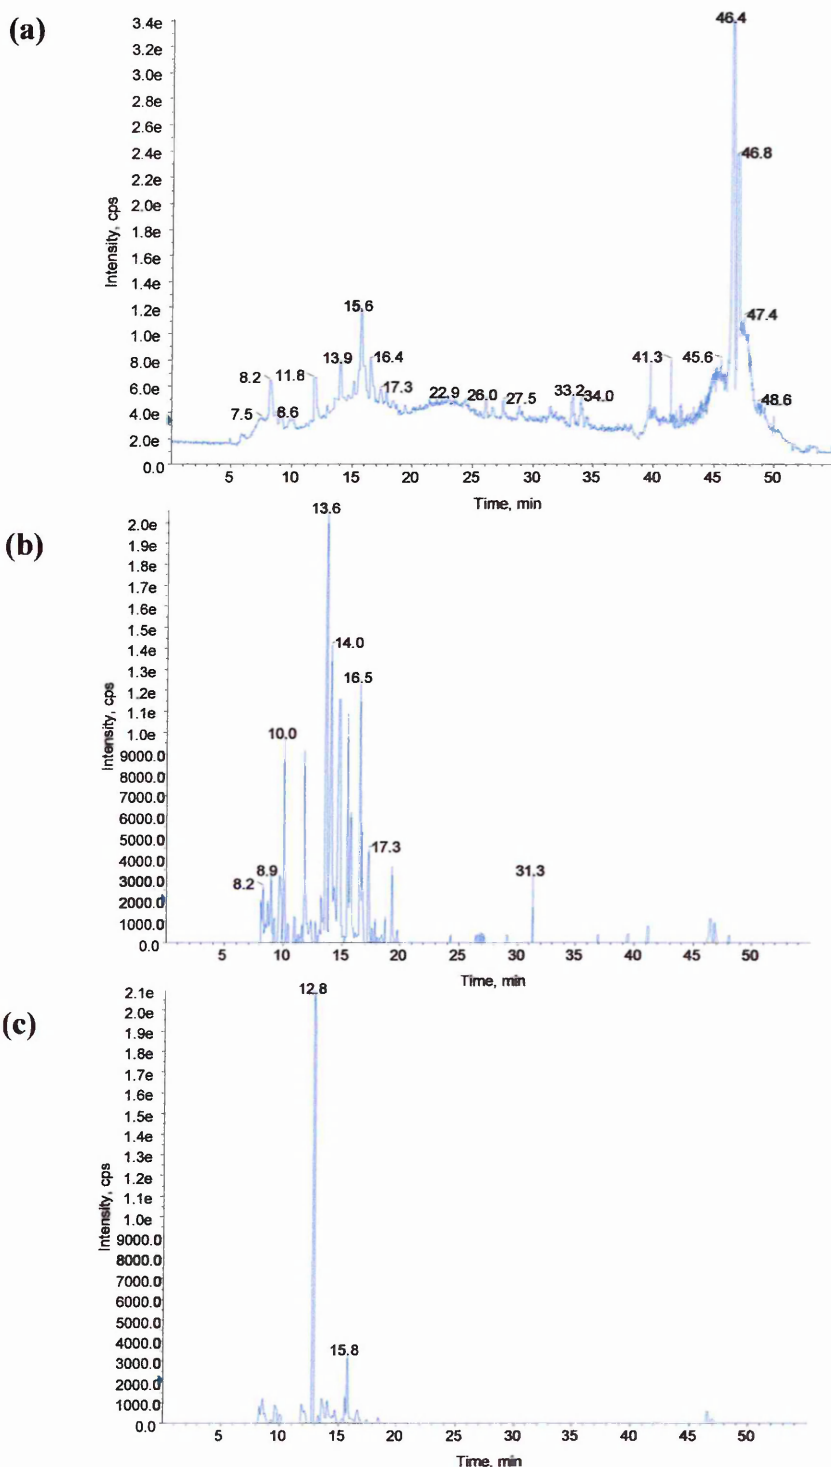 (a)
3.4e
3.2e
3.0e
2.8e
2.6e
2.4e
2.2e
2.0e
1.8e
1.6e
1.4e
1.2e
1.0e
8.0e
6.0e
4.0e
2.0e
0.0
Intensity, cps
7.5
8.2
8.6
11.8
13.9
15.6
16.4
17.3
22.9
26.0
27.5
33.2
34.0
41.3
45.6
46.4
46.8
47.4
48.6
5 10 15 20 25 30 35 40 45 50
Time, min
(b)
2.0e
1.9e
1.8e
1.7e
1.6e
1.5e
1.4e
1.3e
1.2e
1.1e
1.0e
9000.0
8000.0
7000.0
6000.0
5000.0
4000.0
3000.0
2000.0
1000.0
0.0
Intensity, cps
8.2
8.9
10.0
13.6
14.0
16.5
17.3
31.3
5 10 15 20 25 30 35 40 45 50
Time, min
(c)
2.1e
2.0e
1.9e
1.8e
1.7e
1.6e
1.5e
1.4e
1.3e
1.2e
1.1e
1.0e
9000.0
8000.0
7000.0
6000.0
5000.0
4000.0
3000.0
2000.0
1000.0
0.0
Intensity, cps
12.8
15.8
5 10 15 20 25 30 35 40 45 50
Time, min